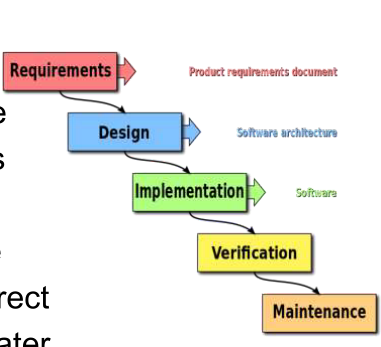 Requirements
Product requirements document
Design
Software architecture
Implementation
Software
Verification
rect
Maintenance
ater